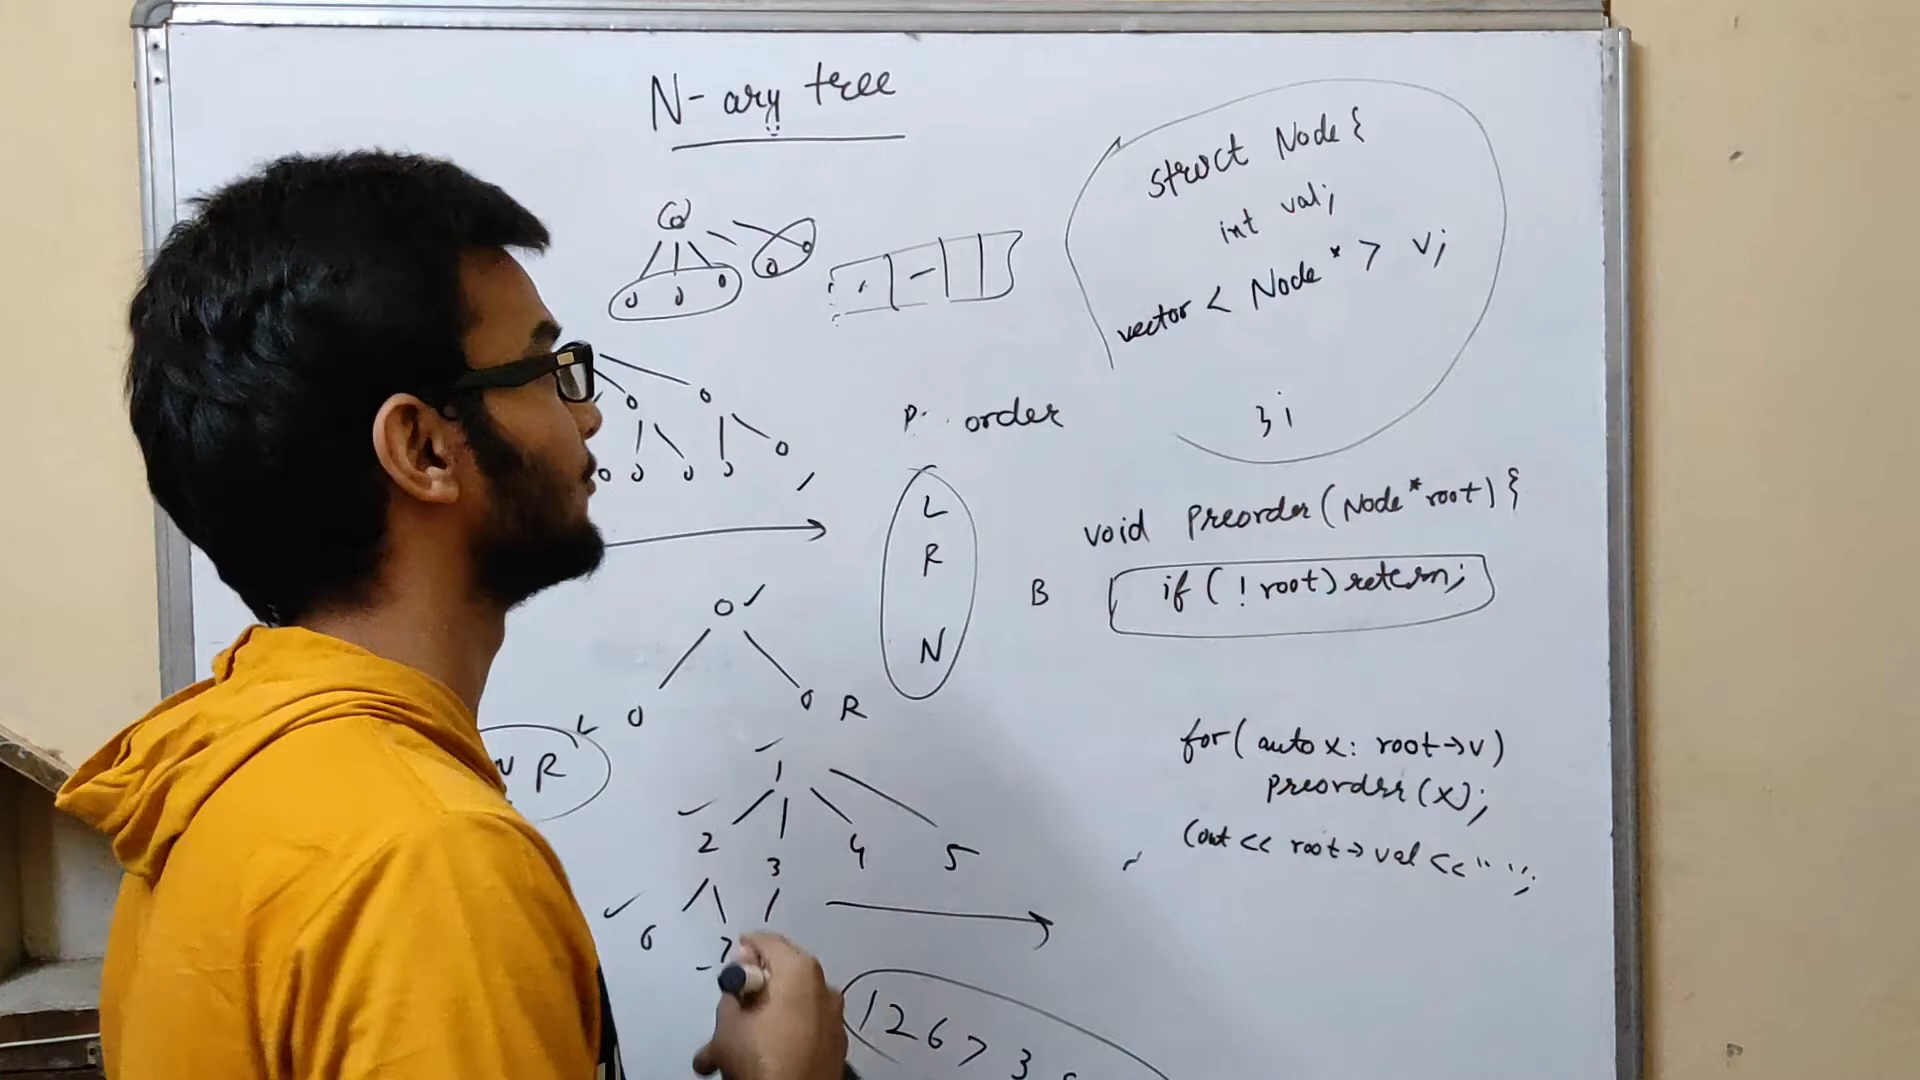 N-ary tree
struct Node{
int val;
vector < Node* > v;
};
P. order
L
R
N
void preorder(Node*root){
B
if(!root)return;
L
R
N R
for(auto x: root->v)
preorder(x);
cout << root->val <<" ";
1
2 3 4 5
6 7
1 2 6 7 3